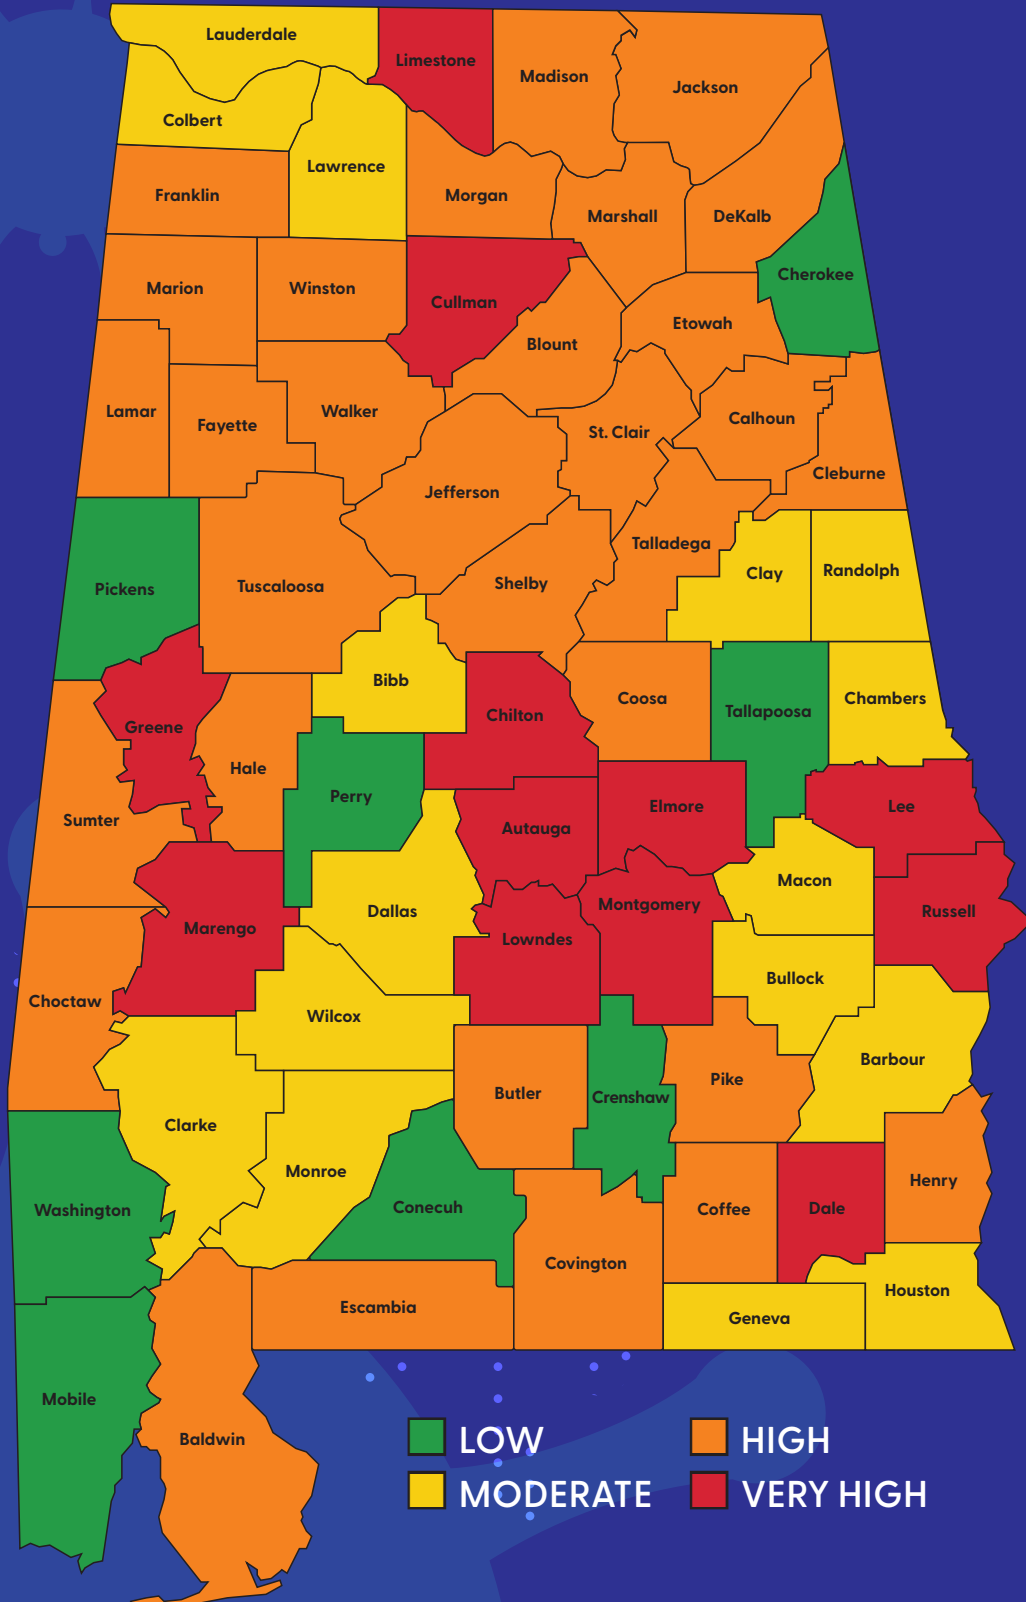 Lauderdale
Limestone
Madison
Jackson
Colbert
Lawrence
Franklin
Morgan
Marshall
DeKalb
Cherokee
Marion
Winston
Cullman
Etowah
Blount
Lamar
Fayette
Walker
St. Clair
Calhoun
Cleburne
Jefferson
Talladega
Clay
Randolph
Pickens
Tuscaloosa
Shelby
Bibb
Coosa
Tallapoosa
Chambers
Greene
Chilton
Hale
Perry
Elmore
Lee
Sumter
Autauga
Macon
Dallas
Montgomery
Russell
Marengo
Lowndes
Bullock
Choctaw
Wilcox
Barbour
Butler
Crenshaw
Pike
Clarke
Monroe
Henry
Washington
Conecuh
Coffee
Dale
Covington
Houston
Escambia
Geneva
Mobile
Baldwin
LOW
HIGH
MODERATE
VERY HIGH